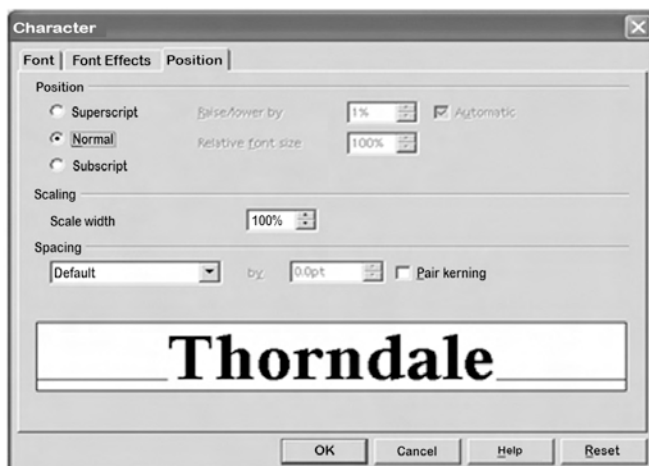 Character
Font Font Effects Position
Position
Superscript Raise/lower by 1% Automatic
Normal Relative font size 100%
Subscript
Scaling
Scale width 100%
Spacing
Default by 0.0pt Pair kerning
Thorndale
OK Cancel Help Reset